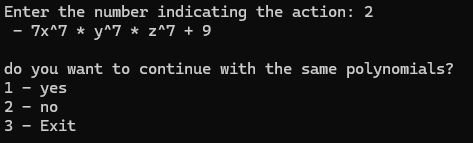 Enter the number indicating the action: 2
- 7x^7 * y^7 * z^7 + 9
do you want to continue with the same polynomials?
1 - yes
2 - no
3 - Exit